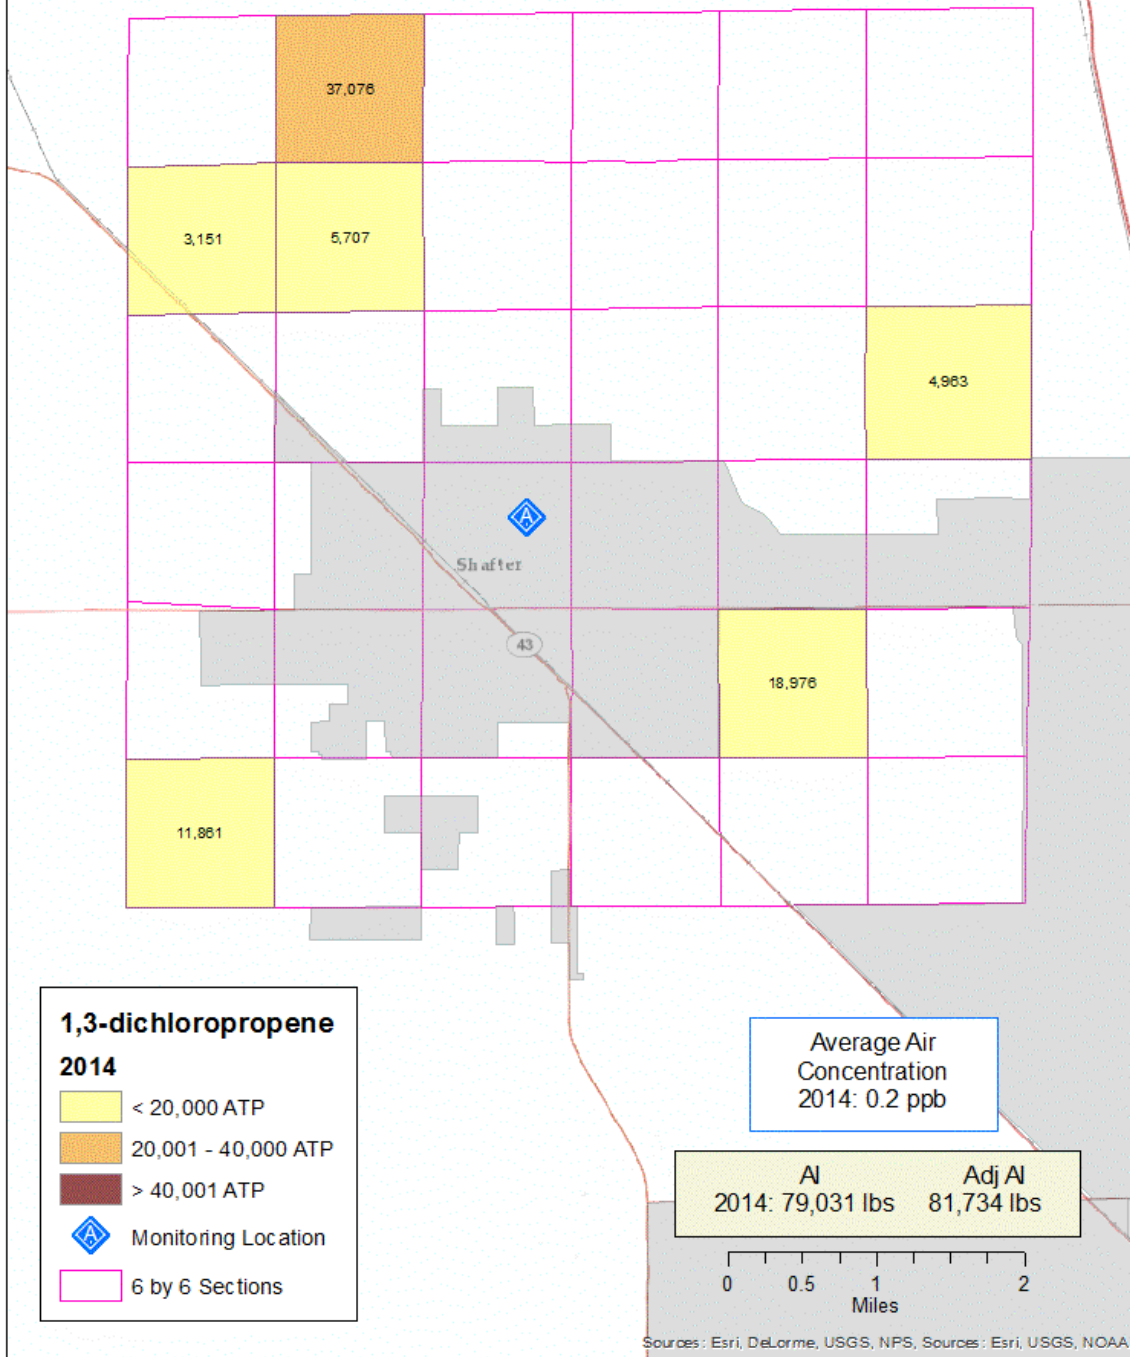 37,076
3,151
5,707
4,963
A
Shafter
43
18,976
11,861
1,3-dichloropropene
2014
< 20,000 ATP
20,001 - 40,000 ATP
> 40,001 ATP
A
Monitoring Location
6 by 6 Sections
Average Air
Concentration
2014: 0.2 ppb
AI Adj AI
2014: 79,031 lbs 81,734 lbs
0 0.5 1 2
Miles
Sources: Esri, DeLorme, USGS, NPS, Sources: Esri, USGS, NOAA